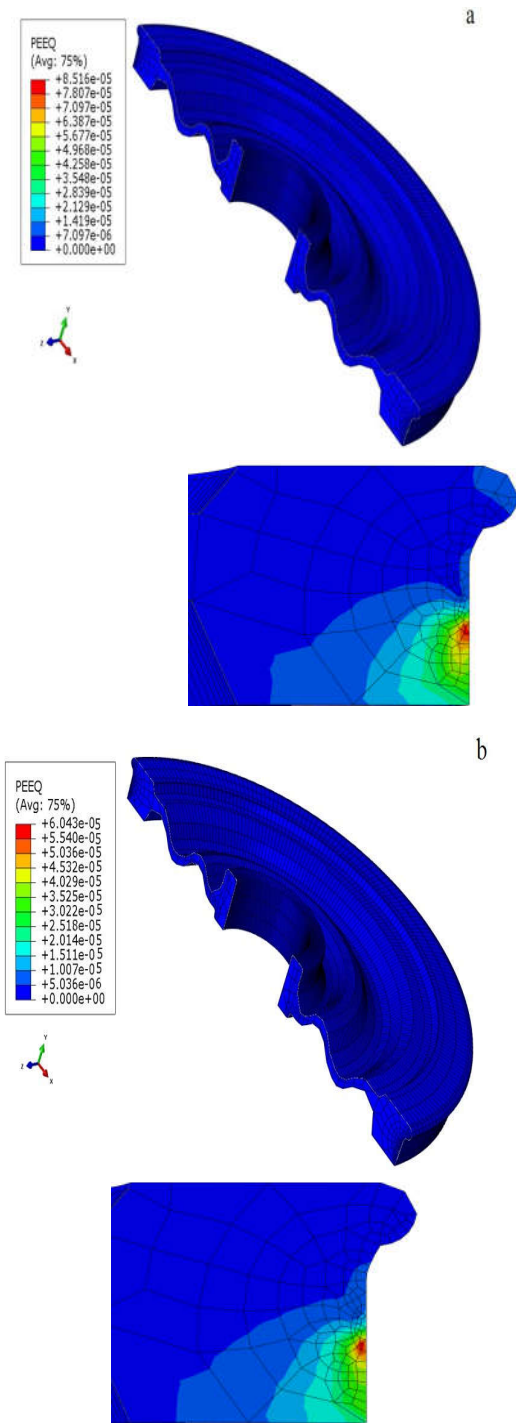 a
PEEQ
(Avg: 75%)
+8.516e-05
+7.807e-05
+7.097e-05
+6.387e-05
+5.677e-05
+4.968e-05
+4.258e-05
+3.548e-05
+2.839e-05
+2.129e-05
+1.419e-05
+7.097e-06
+0.000e+00
Y
Z
X
b
PEEQ
(Avg: 75%)
+6.043e-05
+5.540e-05
+5.036e-05
+4.532e-05
+4.029e-05
+3.525e-05
+3.022e-05
+2.518e-05
+2.014e-05
+1.511e-05
+1.007e-05
+5.036e-06
+0.000e+00
Y
Z
X